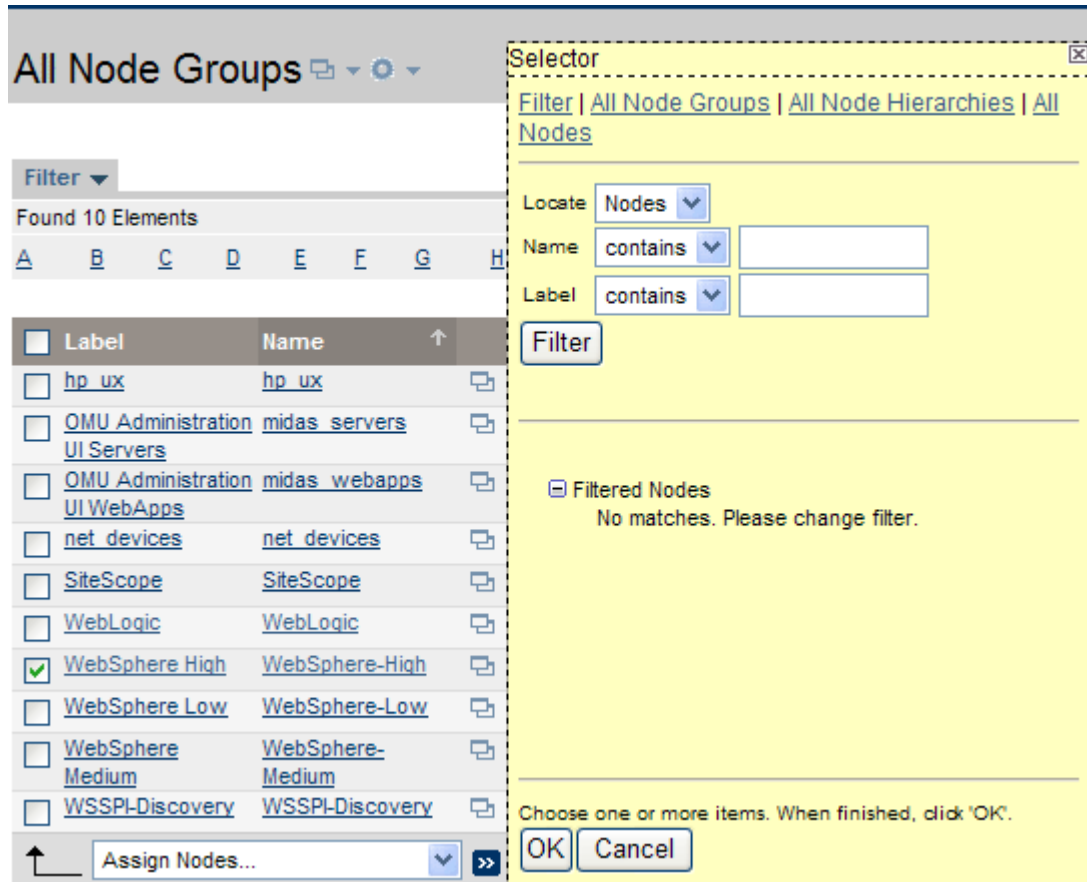 All Node Groups
Filter
Found 10 Elements
A B C D E F G H
Label Name
hp_ux hp_ux
OMU Administration midas_servers
UI Servers
OMU Administration midas_webapps
UI WebApps
net_devices net_devices
SiteScope SiteScope
WebLogic WebLogic
WebSphere High WebSphere-High
WebSphere Low WebSphere-Low
WebSphere WebSphere-
Medium Medium
WSSPI-Discovery WSSPI-Discovery
Assign Nodes...
Selector
Filter | All Node Groups | All Node Hierarchies | All
Nodes
Locate Nodes
Name contains
Label contains
Filter
Filtered Nodes
No matches. Please change filter.
Choose one or more items. When finished, click 'OK'.
OK Cancel